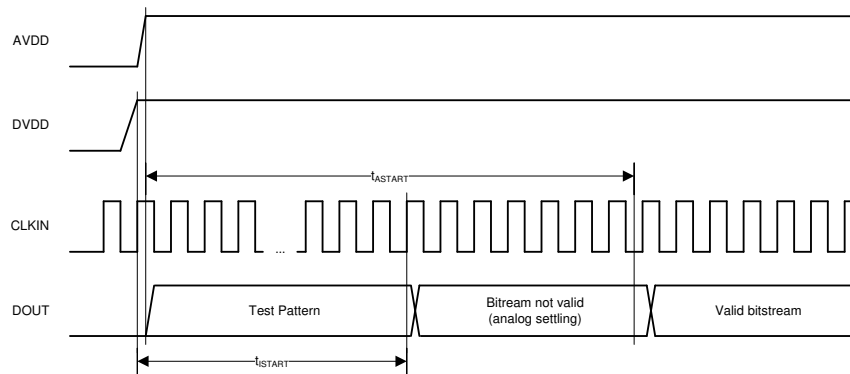 AVDD
DVDD
tASTART
CLKIN
...
DOUT
Test Pattern
Bitream not valid
(analog settling)
Valid bitstream
tISTART